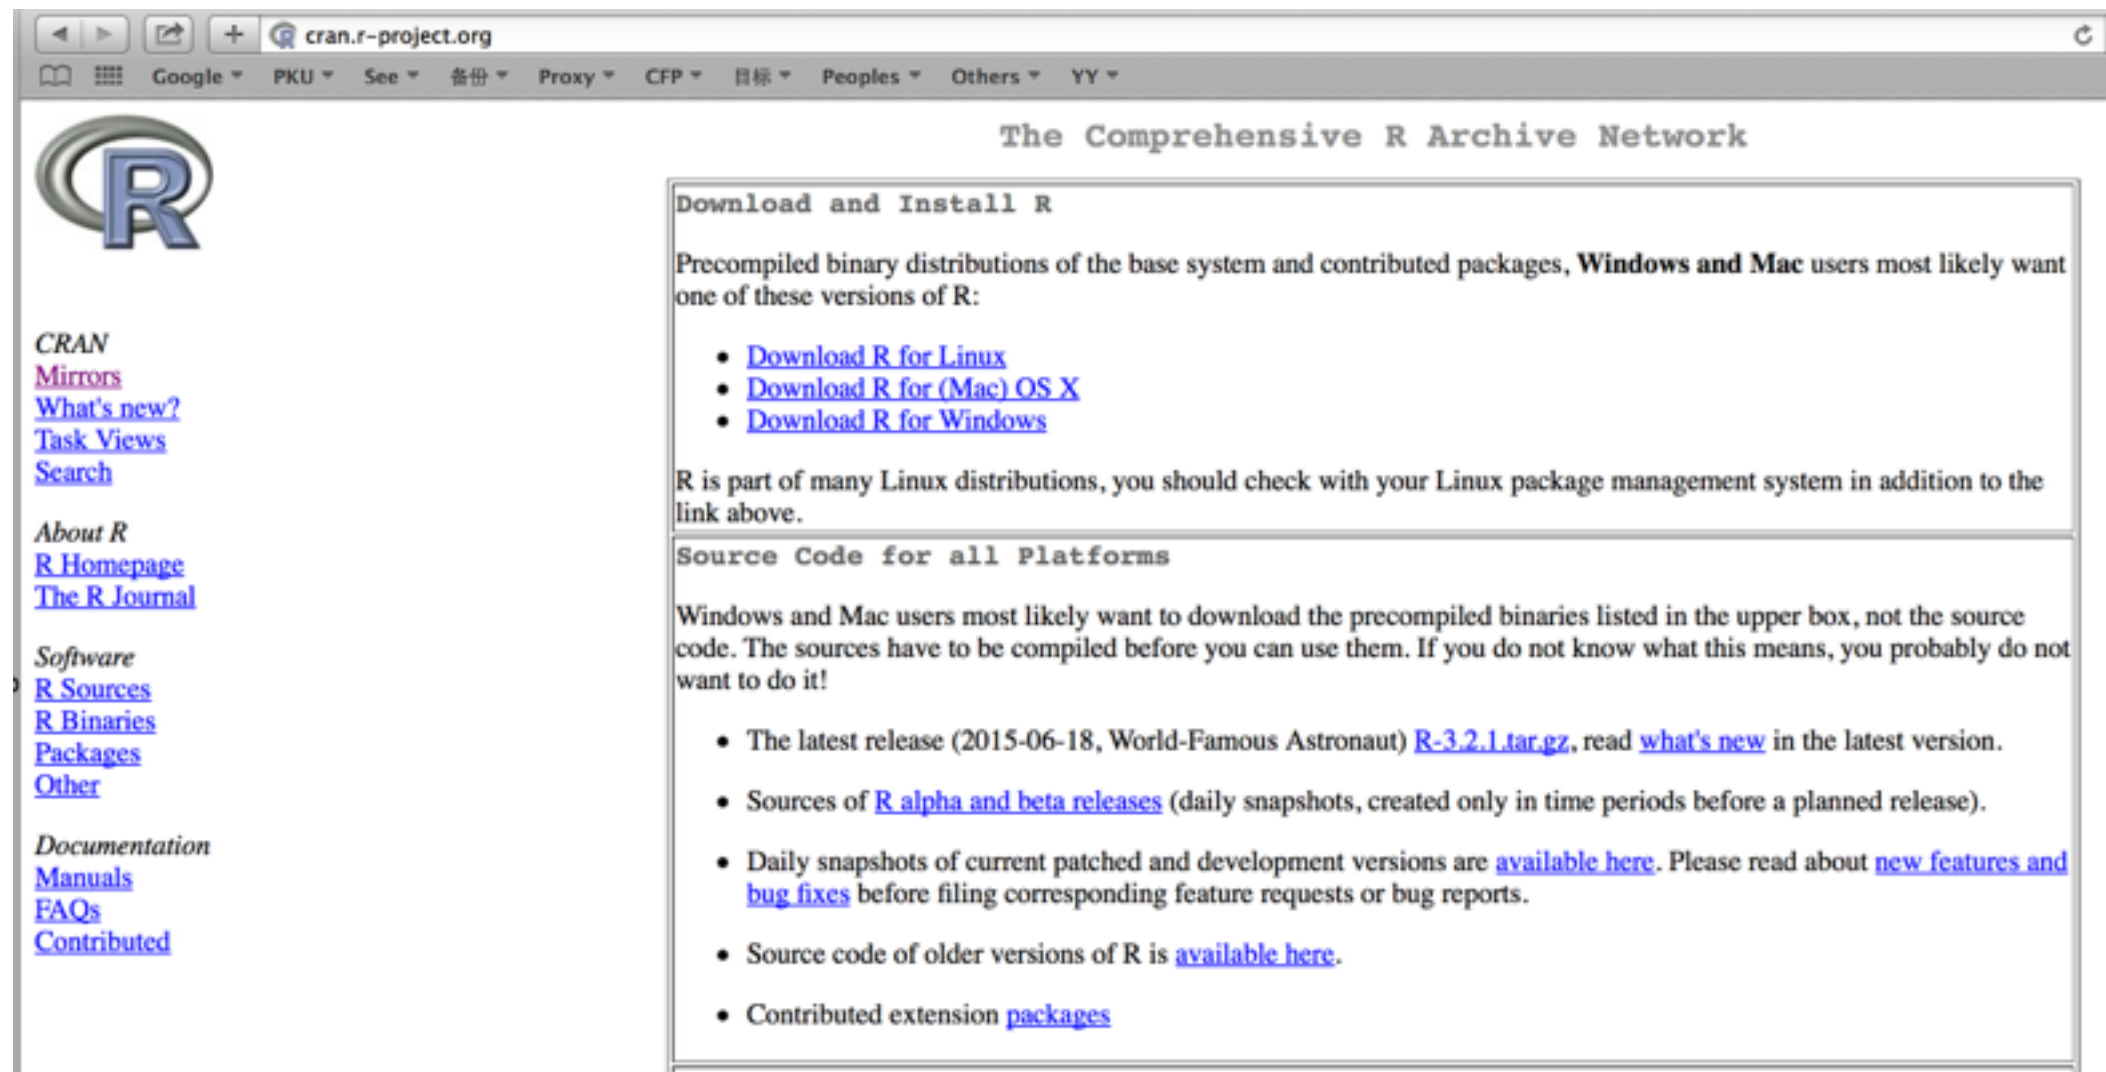 cran.r-project.org
Google PKU See 备份 Proxy CFP 目标 Peoples Others YY
R
CRAN
Mirrors
What's new?
Task Views
Search
About R
R Homepage
The R Journal
Software
R Sources
R Binaries
Packages
Other
Documentation
Manuals
FAQs
Contributed
The Comprehensive R Archive Network
Download and Install R
Precompiled binary distributions of the base system and contributed packages, Windows and Mac users most likely want
one of these versions of R:
• Download R for Linux
• Download R for (Mac) OS X
• Download R for Windows
R is part of many Linux distributions, you should check with your Linux package management system in addition to the
link above.
Source Code for all Platforms
Windows and Mac users most likely want to download the precompiled binaries listed in the upper box, not the source
code. The sources have to be compiled before you can use them. If you do not know what this means, you probably do not
want to do it!
• The latest release (2015-06-18, World-Famous Astronaut) R-3.2.1.tar.gz, read what's new in the latest version.
• Sources of R alpha and beta releases (daily snapshots, created only in time periods before a planned release).
• Daily snapshots of current patched and development versions are available here. Please read about new features and
bug fixes before filing corresponding feature requests or bug reports.
• Source code of older versions of R is available here.
• Contributed extension packages